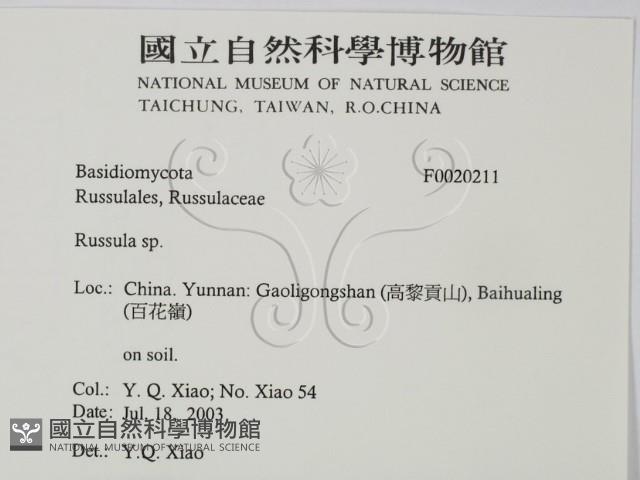 國立自然科學博物館
NATIONAL MUSEUM OF NATURAL SCIENCE
TAICHUNG, TAIWAN, R.O.CHINA
Basidiomycota F0020211
Russulales, Russulaceae
Russula sp.
Loc.: China. Yunnan: Gaoligongshan (高黎貢山), Baihualing
(百花嶺)
on soil.
Col.: Y. Q. Xiao; No. Xiao 54
Date: Jul. 18, 2003
國立自然科學博物館
NATIONAL MUSEUM OF NATURAL SCIENCE
Det.: Y.Q. Xiao